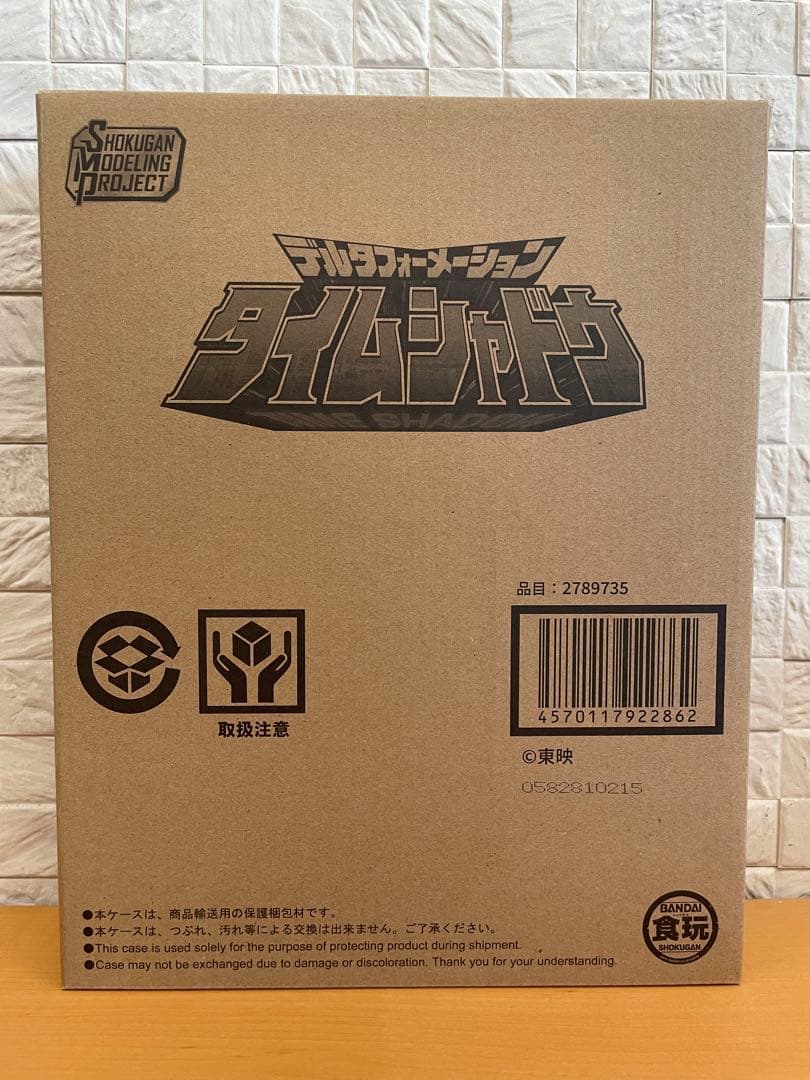 SHOKUGAN
MODELING
PROJECT
デルタフォーメーション
タイムシャドウ
TIME SHADOW
品目：2789735
4570117922862
取扱注意
©東映
0582810215
●本ケースは、商品輸送用の保護梱包材です。
●本ケースは、つぶれ、汚れ等による交換は出来ません。ご了承ください。
●This case is used solely for the purpose of protecting product during shipment.
●Case may not be exchanged due to damage or discoloration. Thank you for your understanding.
BANDAI
食玩
SHOKUGAN